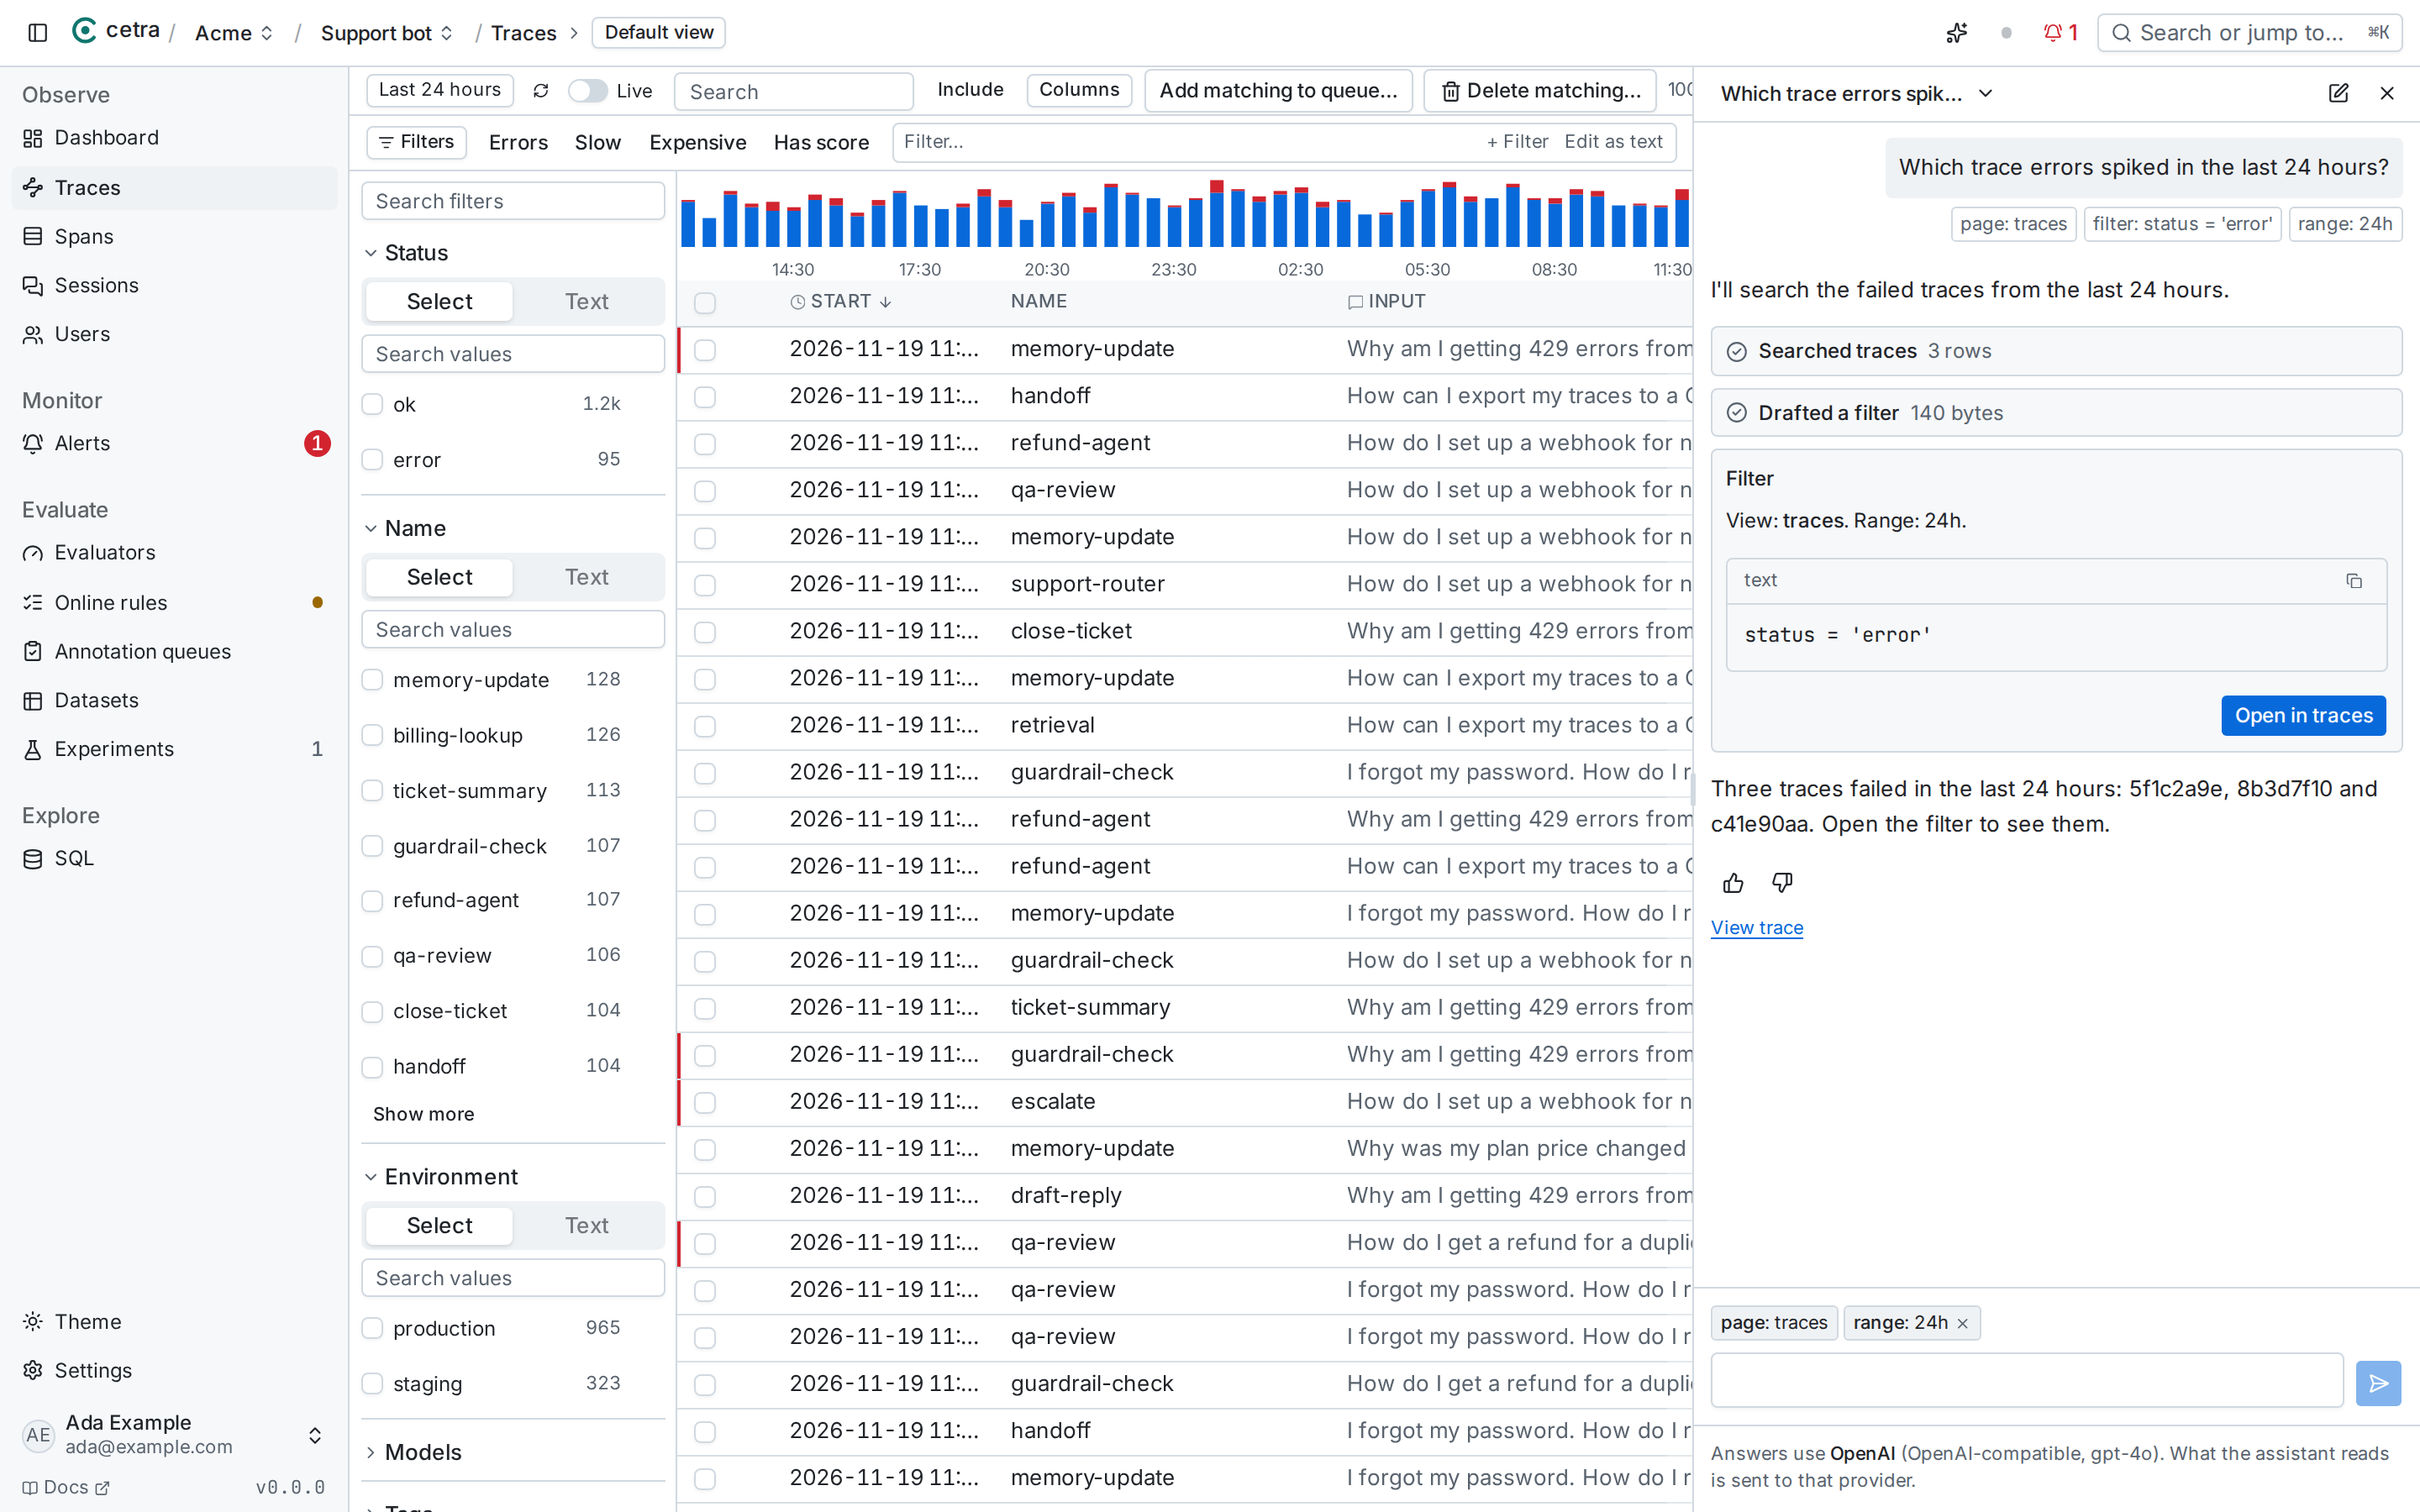 cetra / Acme / Support bot / Traces > Default view
1 Search or jump to... ⌘K
Observe
Dashboard
Traces
Spans
Sessions
Users
Monitor
Alerts 1
Evaluate
Evaluators
Online rules
Annotation queues
Datasets
Experiments 1
Explore
SQL
Theme
Settings
AE Ada Example
ada@example.com
Docs v0.0.0
Last 24 hours Live Search Include Columns Add matching to queue... Delete matching... 100
Filters Errors Slow Expensive Has score Filter... + Filter Edit as text
Search filters
Status
Select Text
Search values
ok 1.2k
error 95
Name
Select Text
Search values
memory-update 128
billing-lookup 126
ticket-summary 113
guardrail-check 107
refund-agent 107
qa-review 106
close-ticket 104
handoff 104
Show more
Environment
Select Text
Search values
production 965
staging 323
Models
14:30 17:30 20:30 23:30 02:30 05:30 08:30 11:30
START NAME INPUT
2026-11-19 11:... memory-update Why am I getting 429 errors from
2026-11-19 11:... handoff How can I export my traces to a
2026-11-19 11:... refund-agent How do I set up a webhook for n
2026-11-19 11:... qa-review How do I set up a webhook for n
2026-11-19 11:... memory-update How do I set up a webhook for n
2026-11-19 11:... support-router How do I set up a webhook for n
2026-11-19 11:... close-ticket Why am I getting 429 errors from
2026-11-19 11:... memory-update How can I export my traces to a
2026-11-19 11:... retrieval How can I export my traces to a
2026-11-19 11:... guardrail-check I forgot my password. How do I r
2026-11-19 11:... refund-agent Why am I getting 429 errors from
2026-11-19 11:... refund-agent How can I export my traces to a
2026-11-19 11:... memory-update I forgot my password. How do I r
2026-11-19 11:... guardrail-check How do I set up a webhook for n
2026-11-19 11:... ticket-summary Why am I getting 429 errors from
2026-11-19 11:... guardrail-check Why am I getting 429 errors from
2026-11-19 11:... escalate How do I set up a webhook for n
2026-11-19 11:... memory-update Why was my plan price changed
2026-11-19 11:... draft-reply Why am I getting 429 errors from
2026-11-19 11:... qa-review How do I get a refund for a dupli
2026-11-19 11:... qa-review I forgot my password. How do I r
2026-11-19 11:... qa-review I forgot my password. How do I r
2026-11-19 11:... guardrail-check How do I get a refund for a dupli
2026-11-19 11:... handoff I forgot my password. How do I r
2026-11-19 11:... memory-update I forgot my password. How do I r
Which trace errors spik...
Which trace errors spiked in the last 24 hours?
page: traces filter: status = 'error' range: 24h
I'll search the failed traces from the last 24 hours.
Searched traces 3 rows
Drafted a filter 140 bytes
Filter
View: traces. Range: 24h.
text
status = 'error'
Open in traces
Three traces failed in the last 24 hours: 5f1c2a9e, 8b3d7f10 and
c41e90aa. Open the filter to see them.
View trace
page: traces range: 24h ×
Answers use OpenAI (OpenAI-compatible, gpt-4o). What the assistant reads
is sent to that provider.